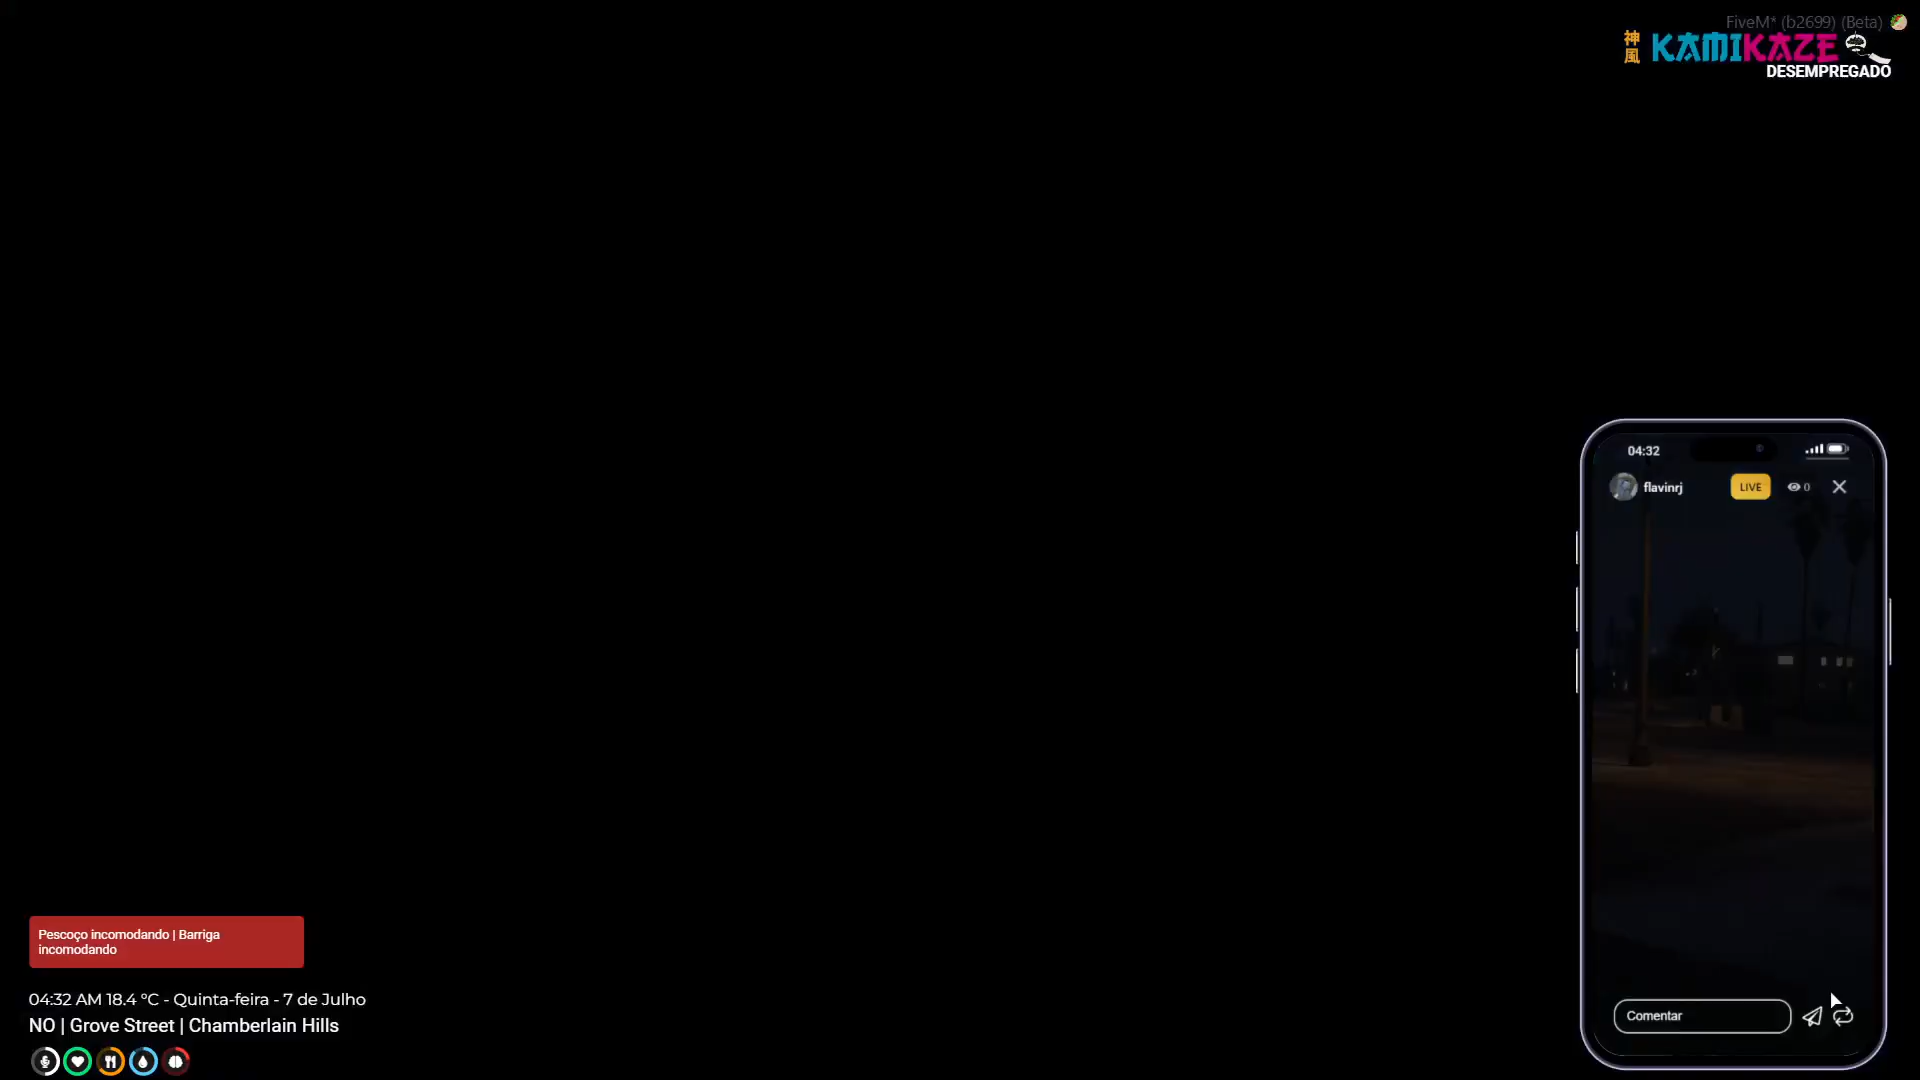 FiveM* (b2699) (Beta)
神風 KAMIKAZE
DESEMPREGADO
04:32
flavinrj LIVE 0
Comentar
Pescoço incomodando | Barriga
incomodando
04:32 AM 18.4 °C - Quinta-feira - 7 de Julho
NO | Grove Street | Chamberlain Hills